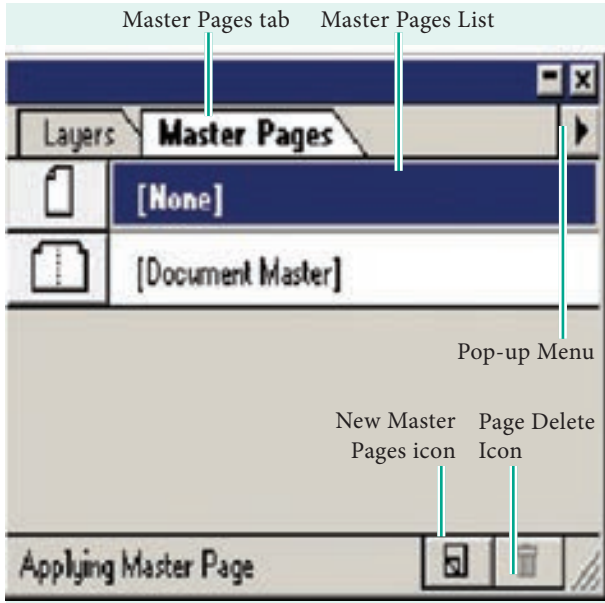 Master Pages tab Master Pages List
Layers Master Pages
[None]
[Document Master]
Pop-up Menu
New Master Page Delete
Pages icon Icon
Applying Master Page